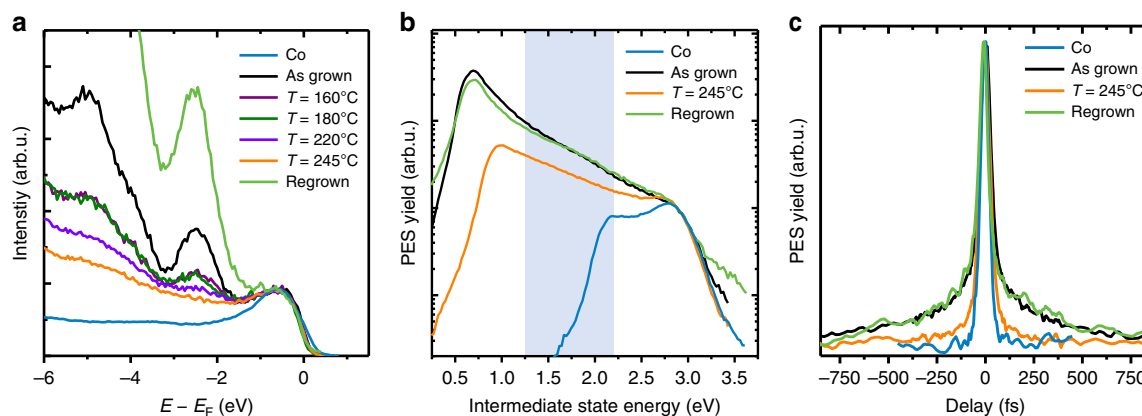 a
Intenstiy (arb.u.)
Co
As grown
T = 160°C
T = 180°C
T = 220°C
T = 245°C
Regrown
−6
−4
−2
0
E − EF (eV)
b
PES yield (arb.u.)
Co
As grown
T = 245°C
Regrown
0.5
1.0
1.5
2.0
2.5
3.0
3.5
Intermediate state energy (eV)
c
PES yield (arb.u.)
Co
As grown
T = 245°C
Regrown
−750
−500
−250
0
250
500
750
Delay (fs)